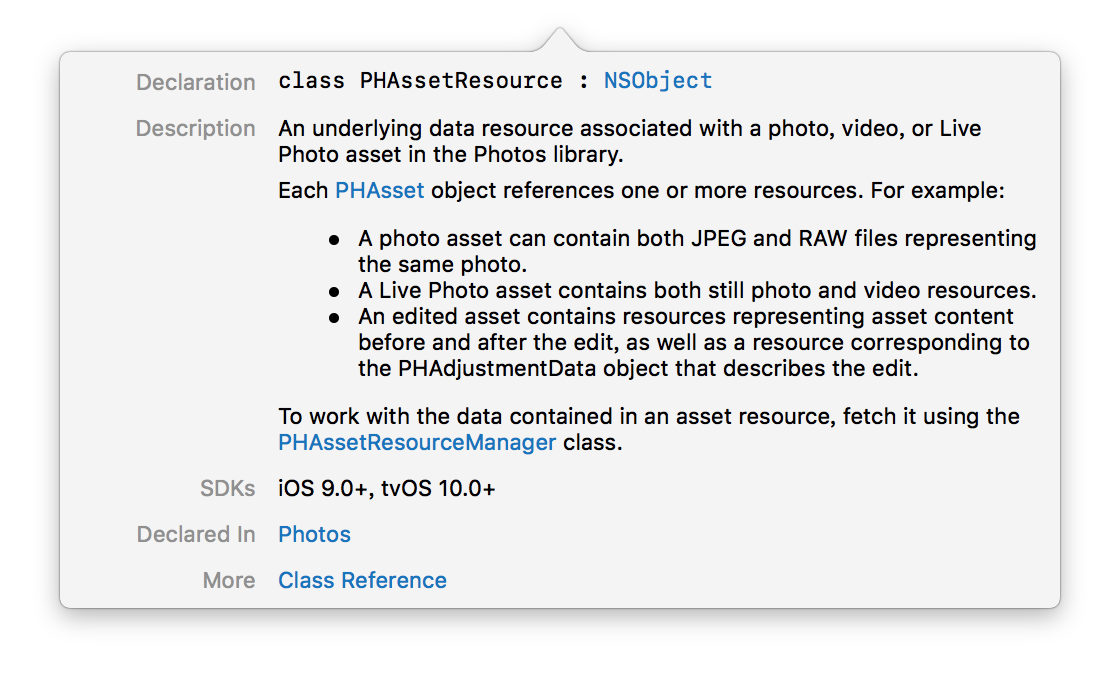 Declaration class PHAssetResource : NSObject
Description An underlying data resource associated with a photo, video, or Live
Photo asset in the Photos library.
Each PHAsset object references one or more resources. For example:
● A photo asset can contain both JPEG and RAW files representing
the same photo.
● A Live Photo asset contains both still photo and video resources.
● An edited asset contains resources representing asset content
before and after the edit, as well as a resource corresponding to
the PHAdjustmentData object that describes the edit.
To work with the data contained in an asset resource, fetch it using the
PHAssetResourceManager class.
SDKs iOS 9.0+, tvOS 10.0+
Declared In Photos
More Class Reference